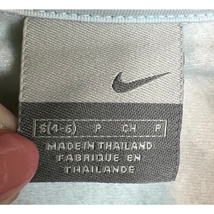 S(4-6) P CH P
MADE IN THAILAND
FABRIQUE EN
THAILANDE